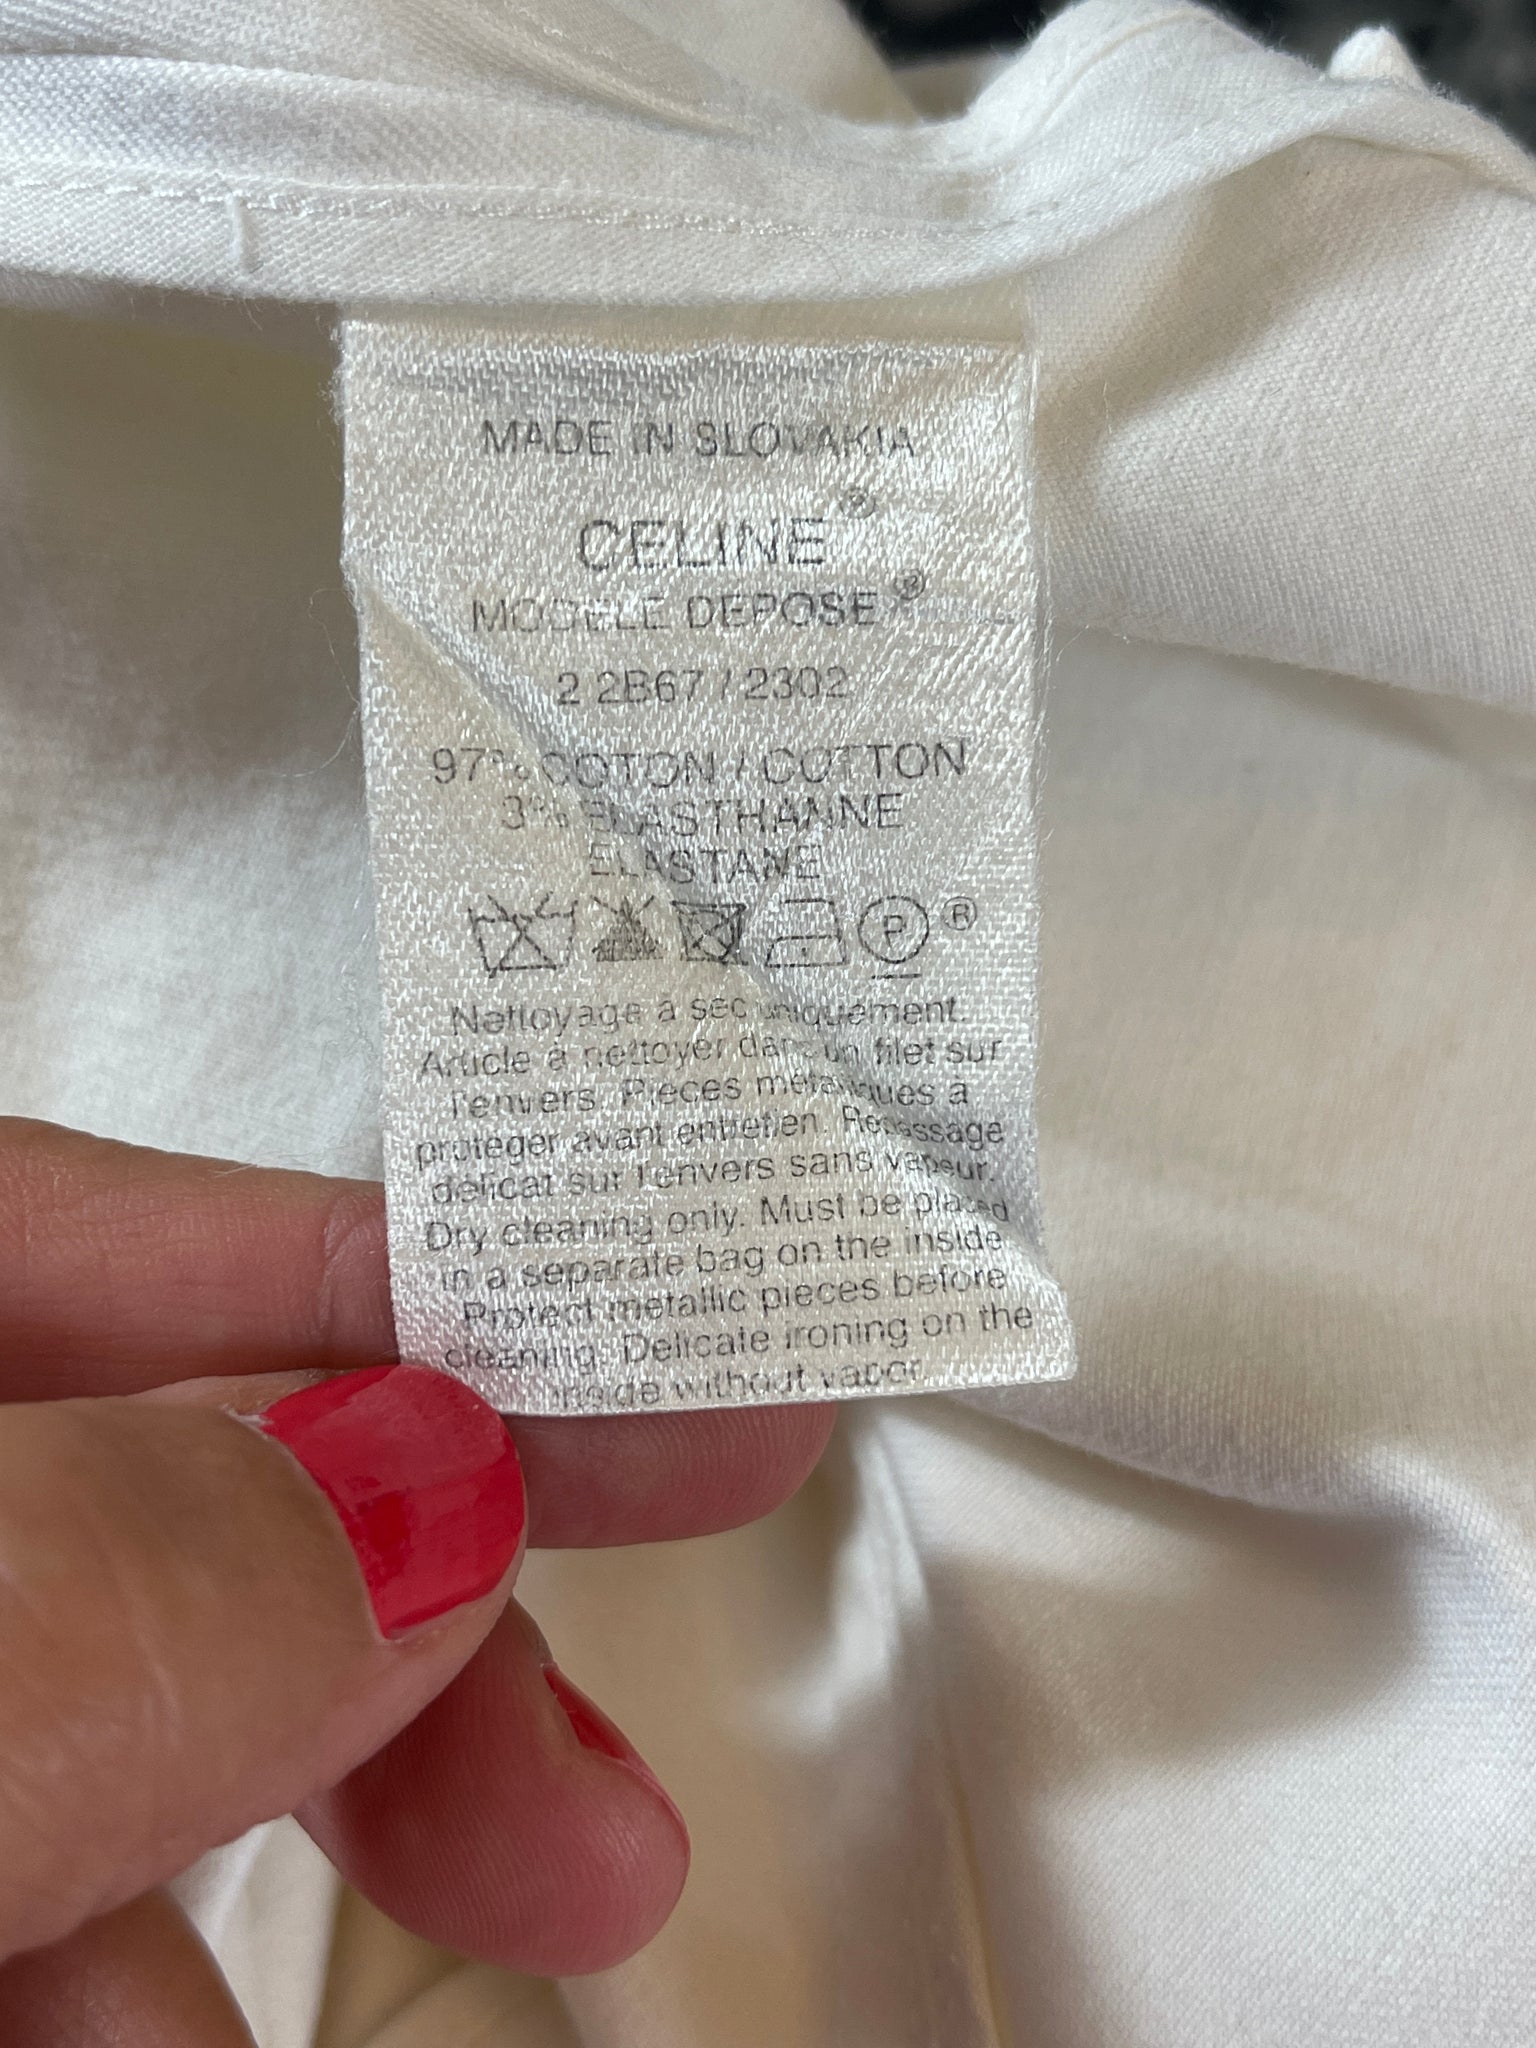 MADE IN SLOVAKIA
CELINE®
MODELE DEPOSE®
2 2B67 / 2302
97% COTON / COTTON
3% ELASTHANNE
ELASTANE
P ®
Nettoyage à sec uniquement.
Article à nettoyer dans un filet sur
l'envers. Pièces métalliques à
protéger avant entretien. Repassage
délicat sur l'envers sans vapeur.
Dry cleaning only. Must be placed
in a separate bag on the inside
Protect metallic pieces before
cleaning. Delicate ironing on the
inside without vapor.